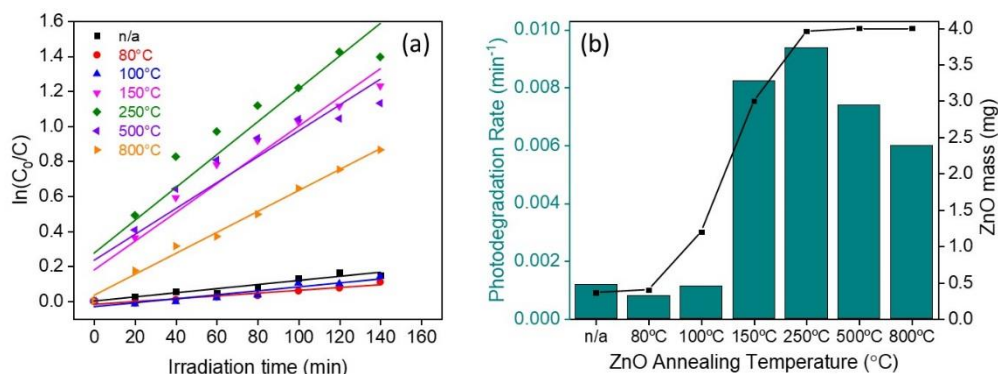 (a)
n/a
80°C
100°C
150°C
250°C
500°C
800°C
ln(C0/C)
1.6
1.4
1.2
1.0
0.8
0.6
0.4
0.2
0.0
0 20 40 60 80 100 120 140 160
Irradiation time (min)
(b)
Photodegradation Rate (min-1)
0.010
0.008
0.006
0.004
0.002
0.000
n/a 80ºC 100ºC 150ºC 250ºC 500ºC 800ºC
ZnO Annealing Temperature (°C)
4.0
3.5
3.0
2.5
2.0
1.5
1.0
0.5
0.0
ZnO mass (mg)